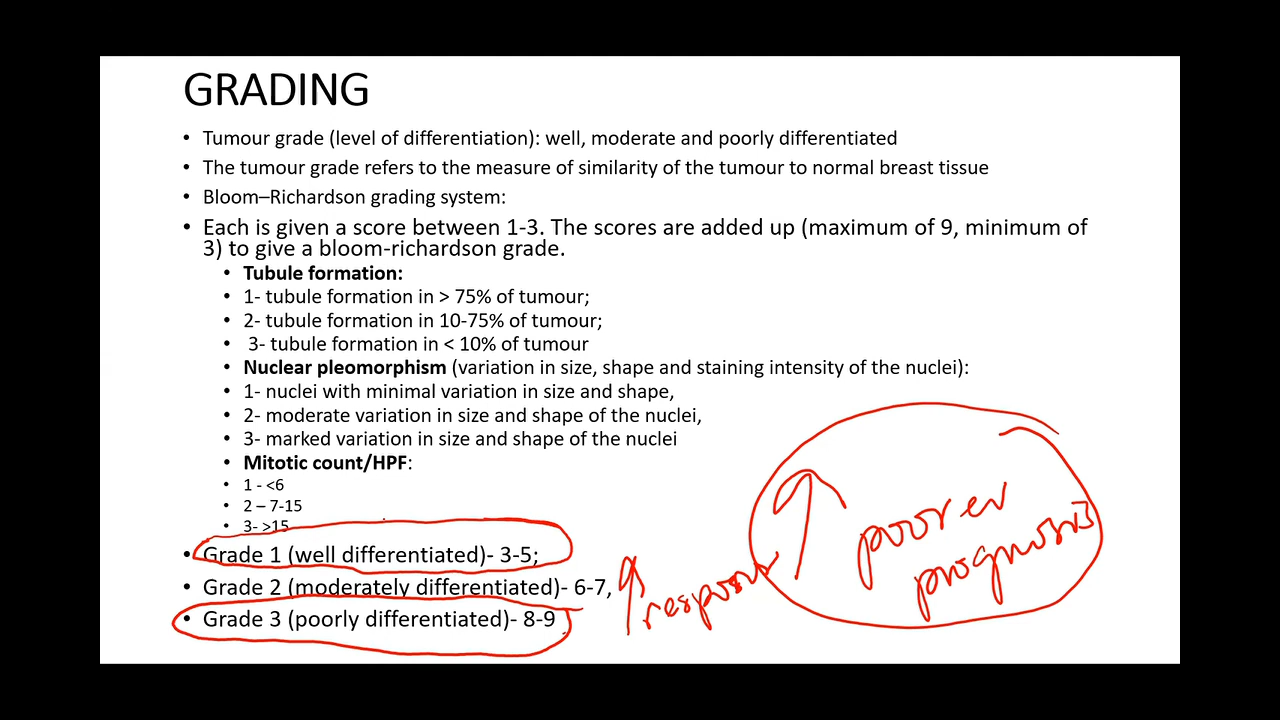 GRADING
• Tumour grade (level of differentiation): well, moderate and poorly differentiated
• The tumour grade refers to the measure of similarity of the tumour to normal breast tissue
• Bloom–Richardson grading system:
• Each is given a score between 1-3. The scores are added up (maximum of 9, minimum of
3) to give a bloom-richardson grade.
• Tubule formation:
• 1- tubule formation in > 75% of tumour;
• 2- tubule formation in 10-75% of tumour;
• 3- tubule formation in < 10% of tumour
• Nuclear pleomorphism (variation in size, shape and staining intensity of the nuclei):
• 1- nuclei with minimal variation in size and shape,
• 2- moderate variation in size and shape of the nuclei,
• 3- marked variation in size and shape of the nuclei
• Mitotic count/HPF:
• 1 - <6
• 2 – 7-15
• 3- >15
• Grade 1 (well differentiated)- 3-5;
• Grade 2 (moderately differentiated)- 6-7,
• Grade 3 (poorly differentiated)- 8-9
↑ poorer
prognosis
↑